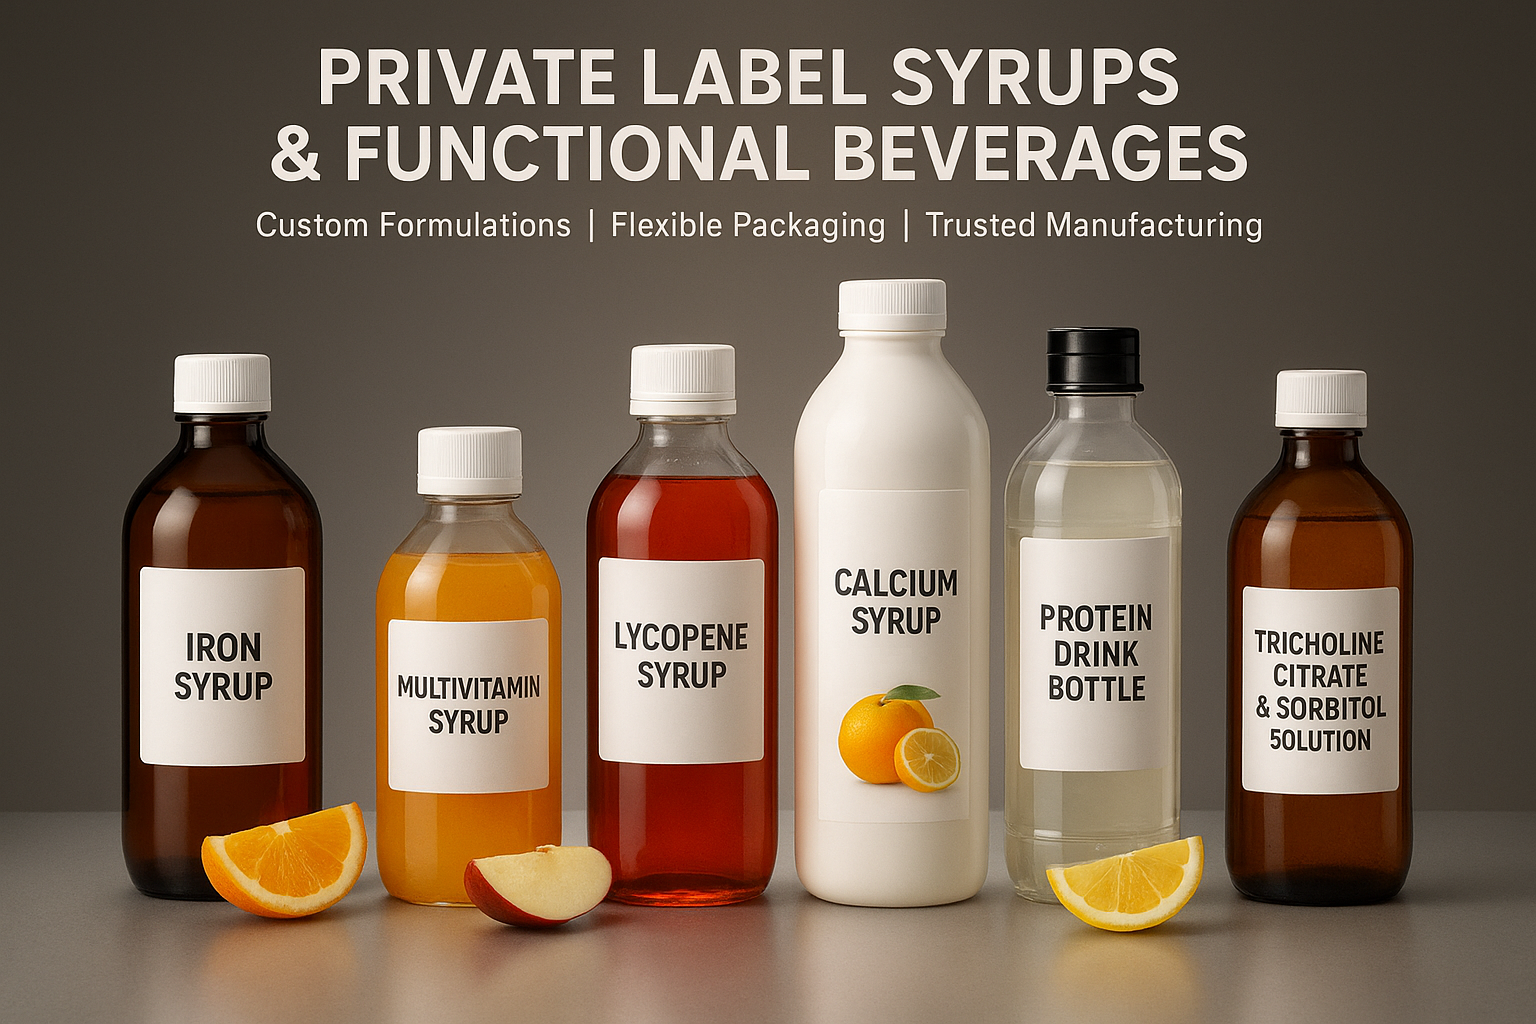 PRIVATE LABEL SYRUPS
& FUNCTIONAL BEVERAGES
Custom Formulations | Flexible Packaging | Trusted Manufacturing
IRON
SYRUP
MULTIVITAMIN
SYRUP
LYCOPENE
SYRUP
CALCIUM
SYRUP
PROTEIN
DRINK
BOTTLE
TRICHOLINE
CITRATE
& SORBITOL
5OLUTION